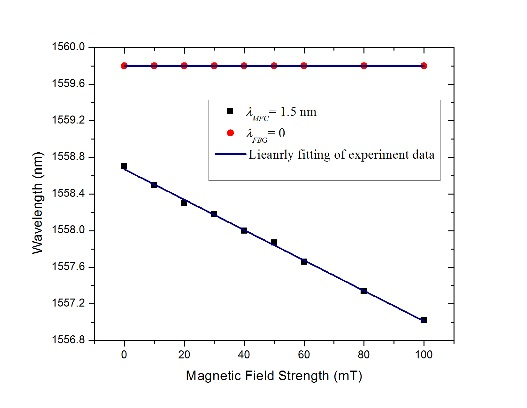 1560.0
1559.6
1559.2
1558.8
1558.4
1558.0
1557.6
1557.2
1556.8
Wavelength (nm)
λMFC= 1.5 nm
λFBG= 0
Licanrly fitting of experiment data
0 20 40 60 80 100
Magnetic Field Strength (mT)